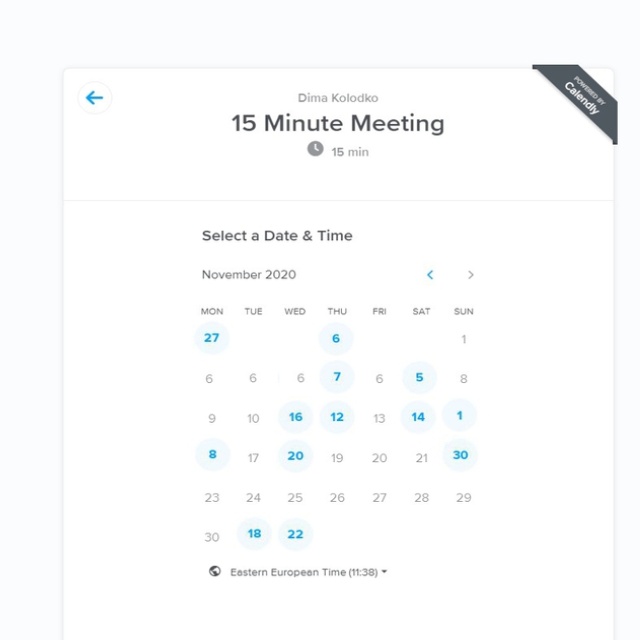 POWERED BY
Calendly
Dima Kolodko
15 Minute Meeting
15 min
Select a Date & Time
November 2020
MON TUE WED THU FRI SAT SUN
27 6 1
6 6 6 7 6 5 8
9 10 16 12 13 14 1
8 17 20 19 20 21 30
23 24 25 26 27 28 29
30 18 22
Eastern European Time (11:38)